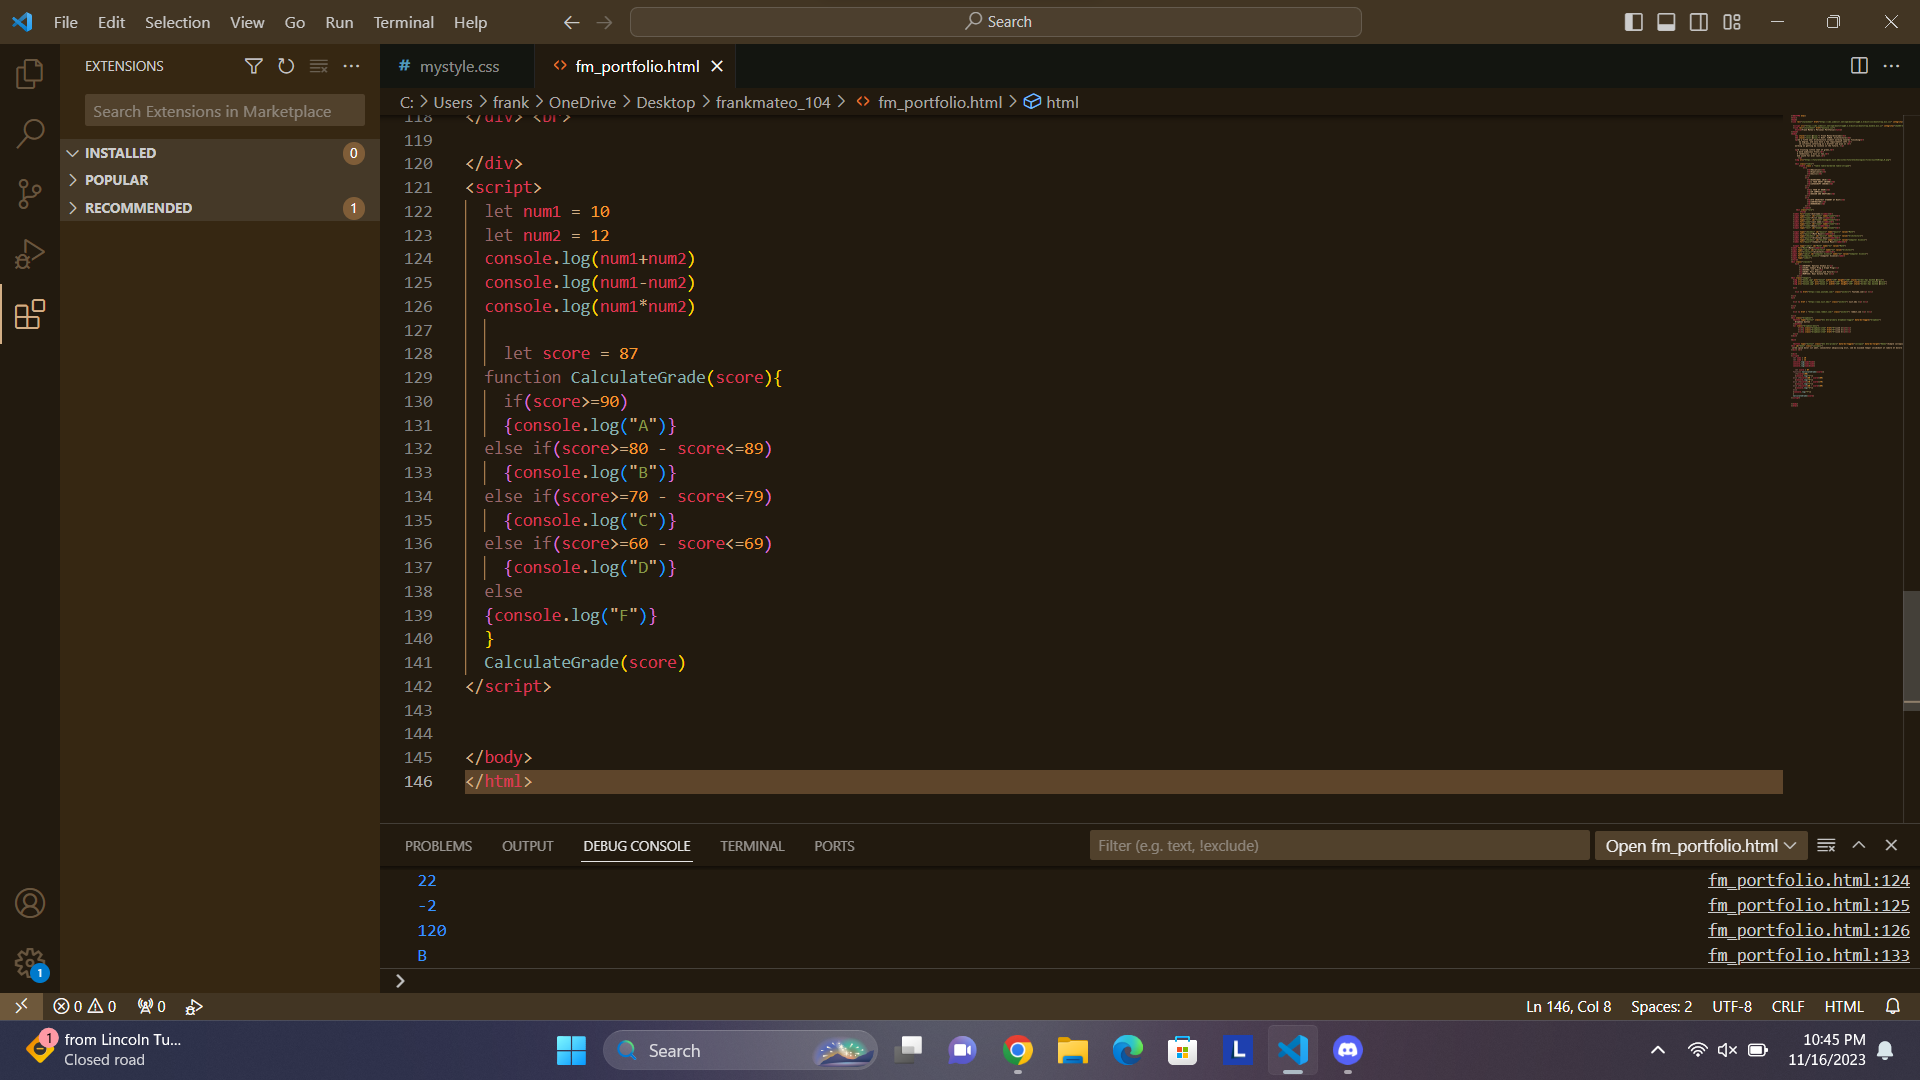 File Edit Selection View Go Run Terminal Help
Search
EXTENSIONS
Search Extensions in Marketplace
INSTALLED 0
POPULAR
RECOMMENDED 1
# mystyle.css
<> fm_portfolio.html
C: > Users > frank > OneDrive > Desktop > frankmateo_104 > <> fm_portfolio.html > html
118 </div> <br>
119
120 </div>
121 <script>
122 let num1 = 10
123 let num2 = 12
124 console.log(num1+num2)
125 console.log(num1-num2)
126 console.log(num1*num2)
127
128 let score = 87
129 function CalculateGrade(score){
130 if(score>=90)
131 {console.log("A")}
132 else if(score>=80 - score<=89)
133 {console.log("B")}
134 else if(score>=70 - score<=79)
135 {console.log("C")}
136 else if(score>=60 - score<=69)
137 {console.log("D")}
138 else
139 {console.log("F")}
140 }
141 CalculateGrade(score)
142 </script>
143
144
145 </body>
146 </html>
PROBLEMS OUTPUT DEBUG CONSOLE TERMINAL PORTS
Filter (e.g. text, !exclude)
Open fm_portfolio.html
22 fm_portfolio.html:124
-2 fm_portfolio.html:125
120 fm_portfolio.html:126
B fm_portfolio.html:133
>
1
0 0 0
Ln 146, Col 8 Spaces: 2 UTF-8 CRLF HTML
1
from Lincoln Tu...
Closed road
Search
L
10:45 PM
11/16/2023